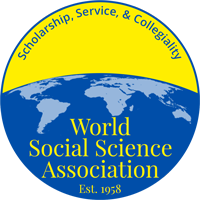 Scholarship, Service, & Collegiality
World
Social Science
Association
Est. 1958